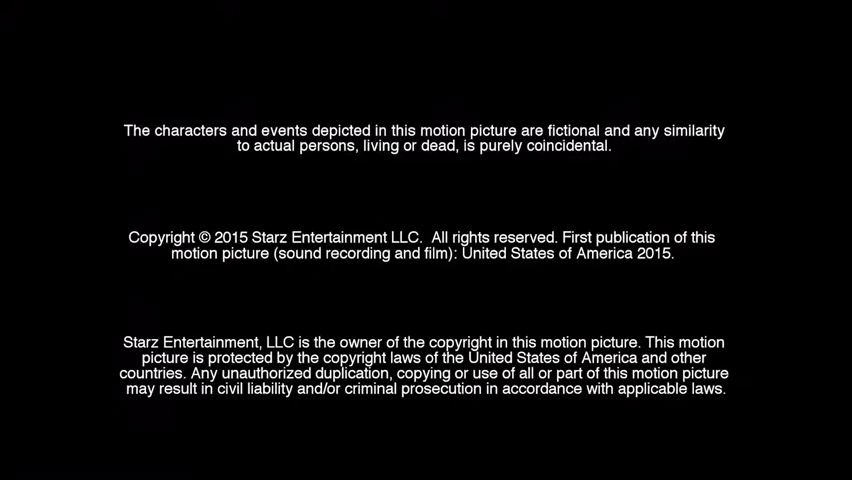 The characters and events depicted in this motion picture are fictional and any similarity
to actual persons, living or dead, is purely coincidental.
Copyright © 2015 Starz Entertainment LLC.  All rights reserved. First publication of this
motion picture (sound recording and film): United States of America 2015.
Starz Entertainment, LLC is the owner of the copyright in this motion picture. This motion
picture is protected by the copyright laws of the United States of America and other
countries. Any unauthorized duplication, copying or use of all or part of this motion picture
may result in civil liability and/or criminal prosecution in accordance with applicable laws.